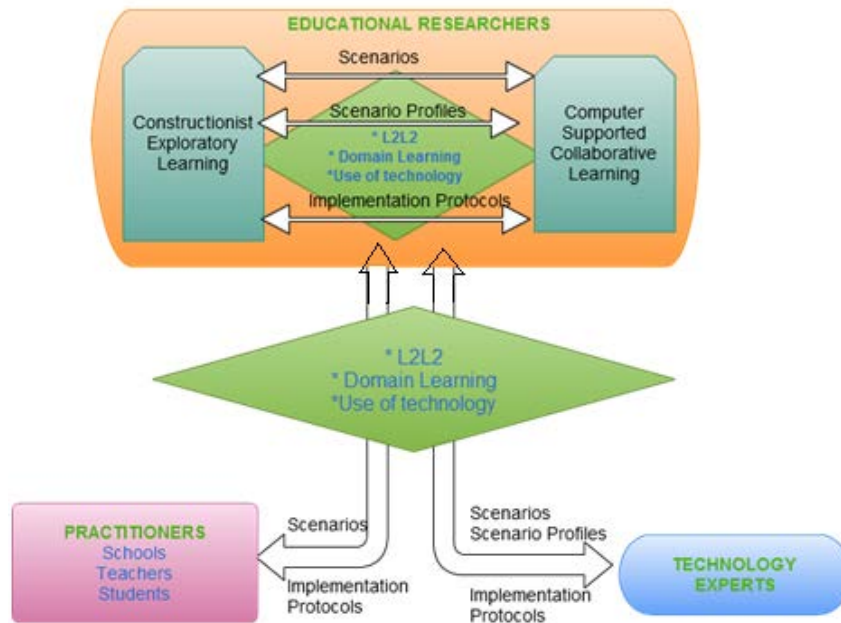 EDUCATIONAL RESEARCHERS
Scenarios
Constructionist
Exploratory
Learning
Scenario Profiles
* L2L2
* Domain Learning
*Use of technology
Implementation Protocols
Computer
Supported
Collaborative
Learning
* L2L2
* Domain Learning
*Use of technology
PRACTITIONERS
Schools
Teachers
Students
Scenarios
Implementation
Protocols
Scenarios
Scenario Profiles
Implementation
Protocols
TECHNOLOGY
EXPERTS